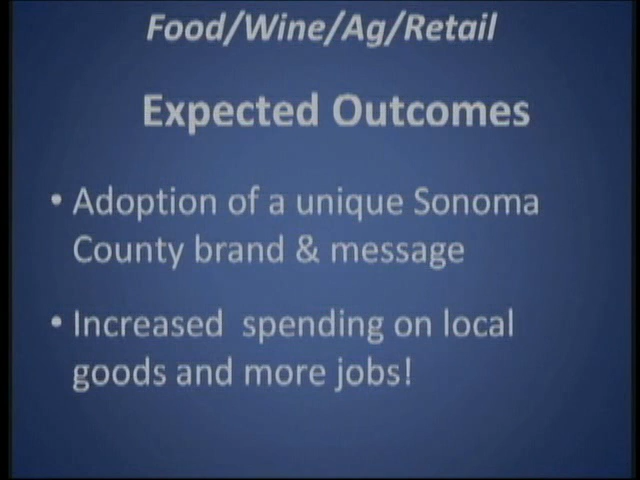 Food/Wine/Ag/Retail
Expected Outcomes
• Adoption of a unique Sonoma
County brand & message
• Increased  spending on local
goods and more jobs!